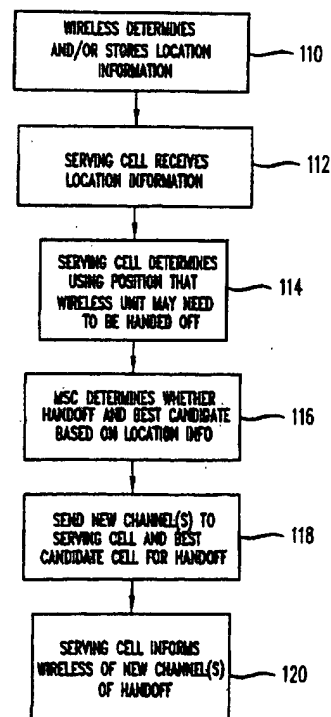 WIRELESS DETERMINES
AND/OR STORES LOCATION
INFORMATION
110
SERVING CELL RECEIVES
LOCATION INFORMATION
112
SERVING CELL DETERMINES
USING POSITION THAT
WIRELESS UNIT MAY NEED
TO BE HANDED OFF
114
MSC DETERMINES WHETHER
HANDOFF AND BEST CANDIDATE
BASED ON LOCATION INFO
116
SEND NEW CHANNEL(S) TO
SERVING CELL AND BEST
CANDIDATE CELL FOR HANDOFF
118
SERVING CELL INFORMS
WIRELESS OF NEW CHANNEL(S)
OF HANDOFF
120